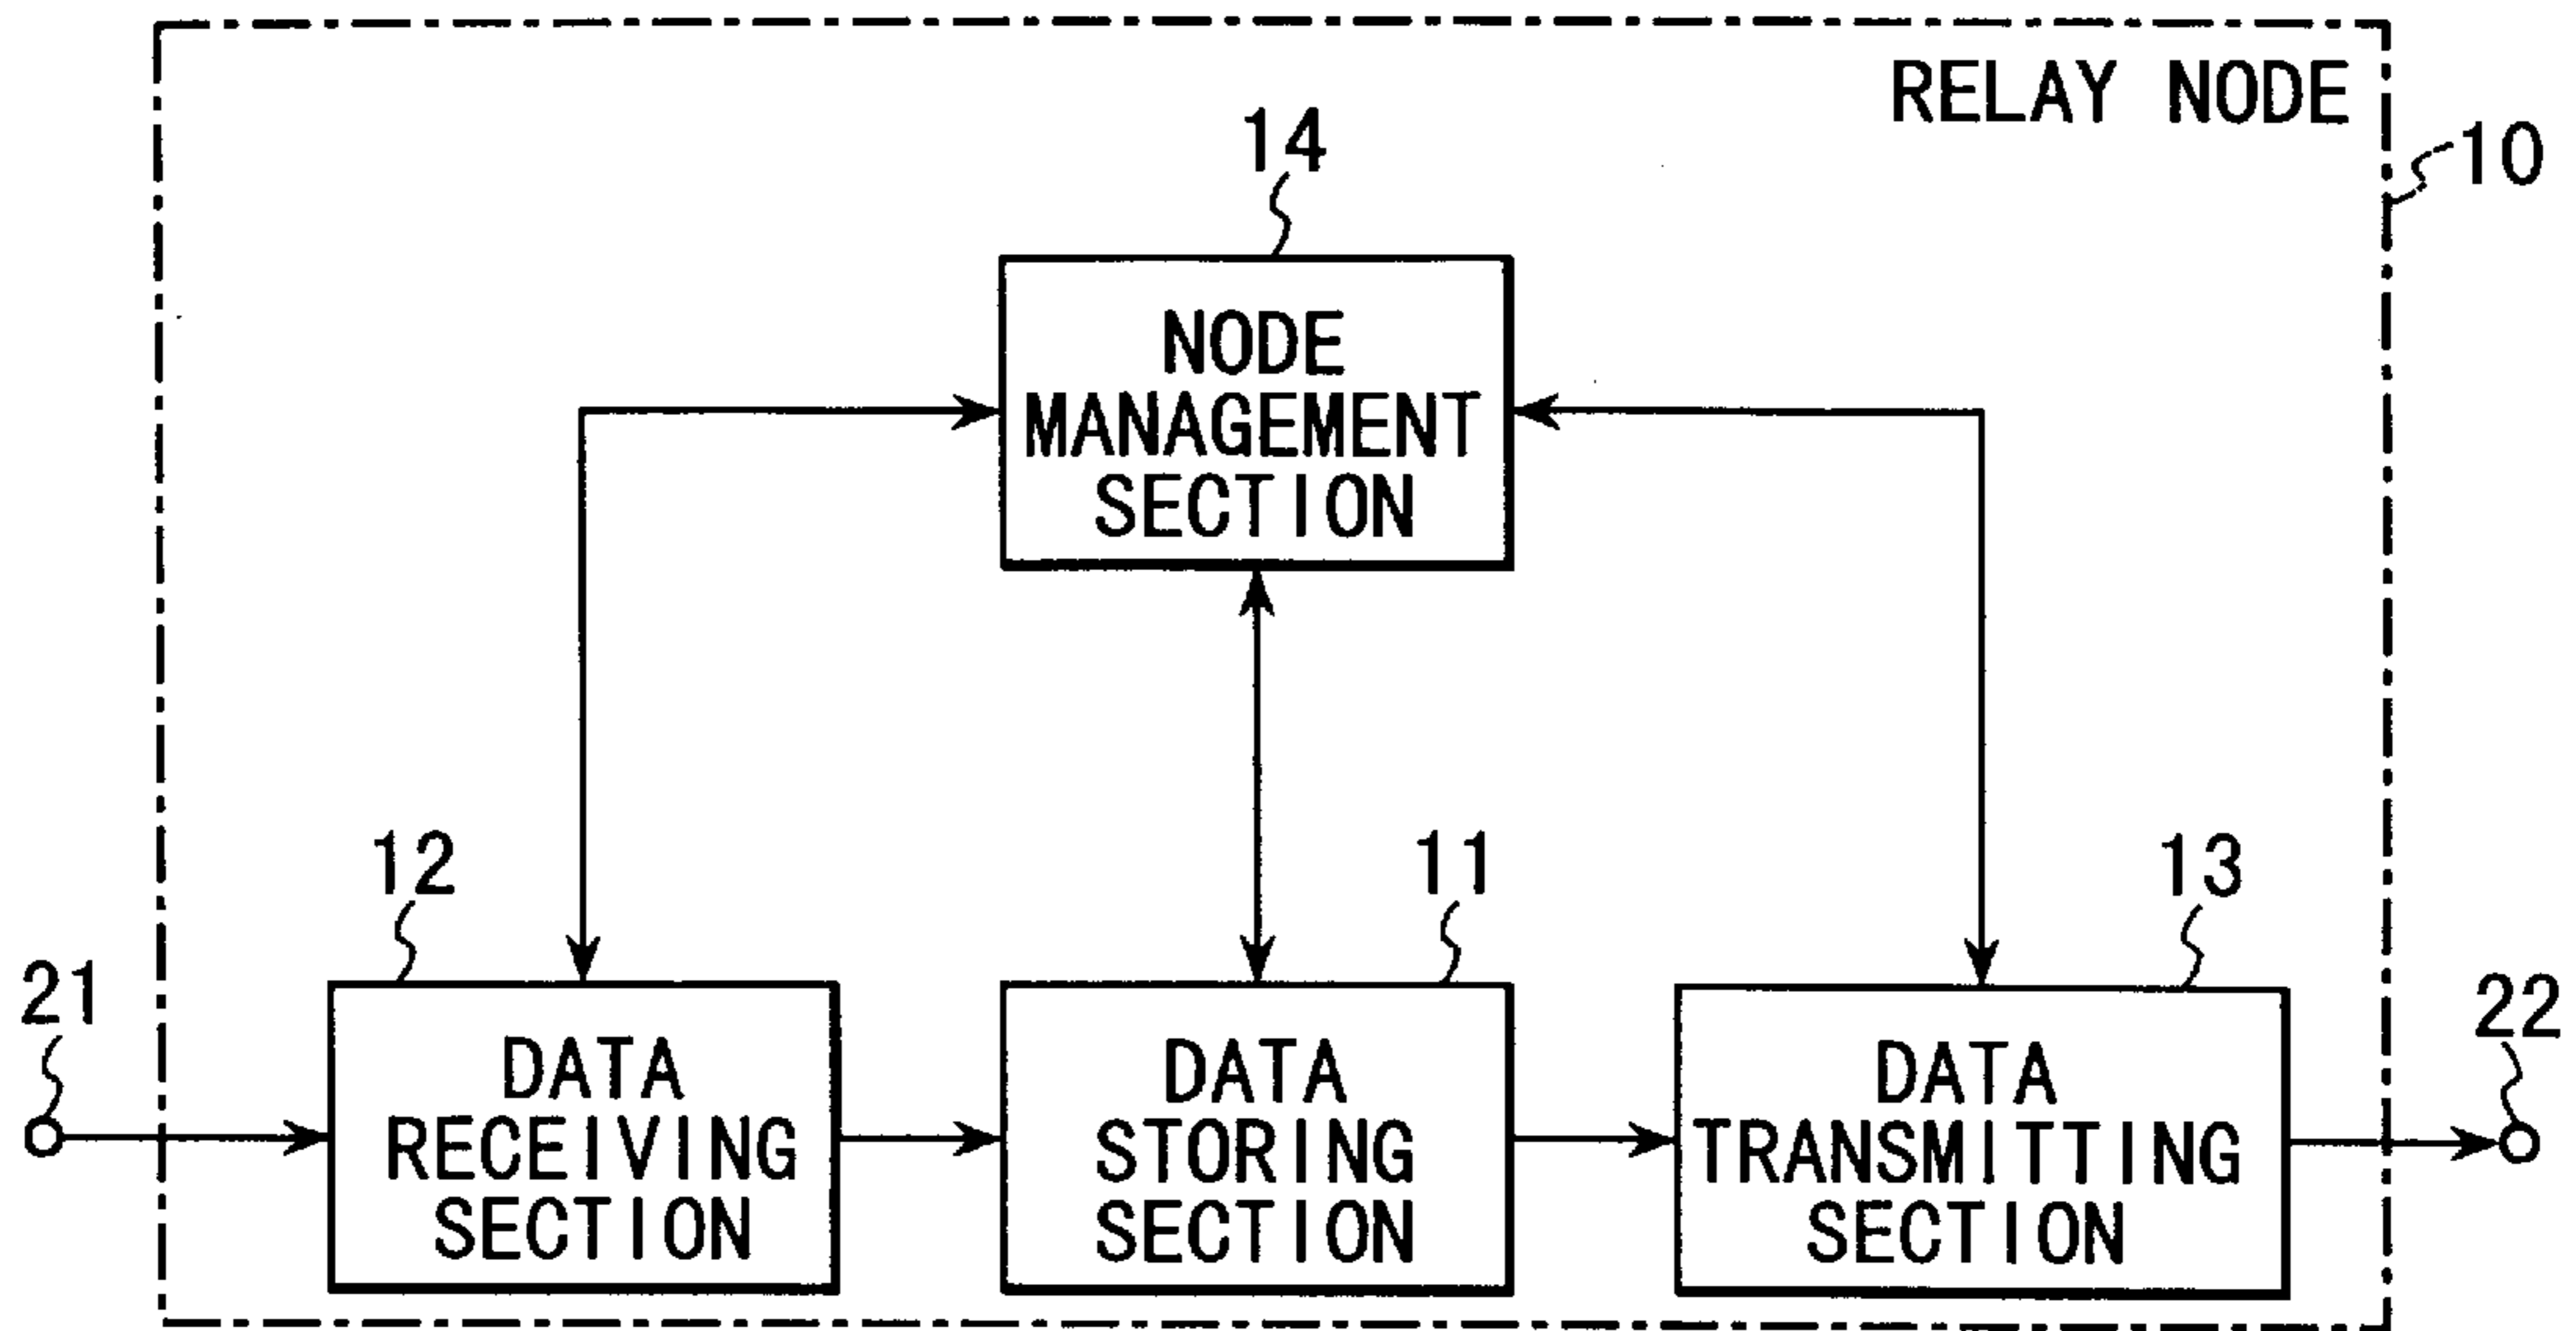 RELAY NODE
10
14
NODE
MANAGEMENT
SECTION
12
11
13
21
22
DATA
RECEIVING
SECTION
DATA
STORING
SECTION
DATA
TRANSMITTING
SECTION